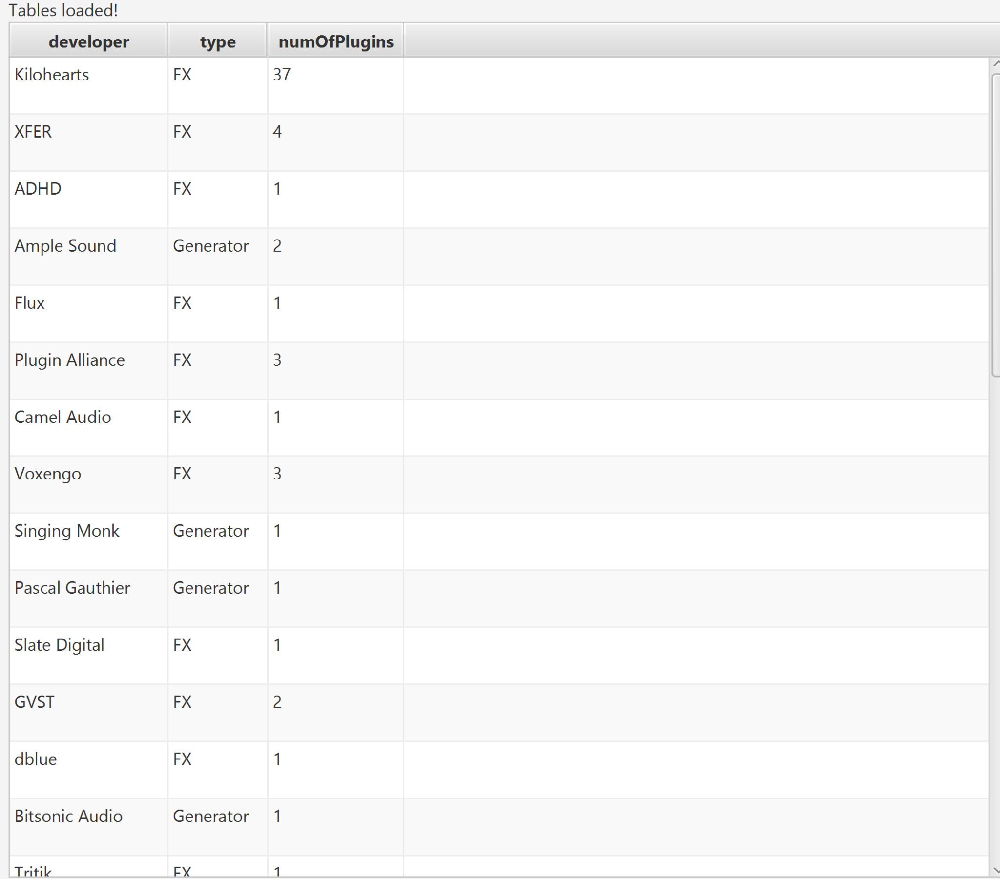 Tables loaded!
developer type numOfPlugins
Kilohearts FX 37
XFER FX 4
ADHD FX 1
Ample Sound Generator 2
Flux FX 1
Plugin Alliance FX 3
Camel Audio FX 1
Voxengo FX 3
Singing Monk Generator 1
Pascal Gauthier Generator 1
Slate Digital FX 1
GVST FX 2
dblue FX 1
Bitsonic Audio Generator 1
Tritik FX 1